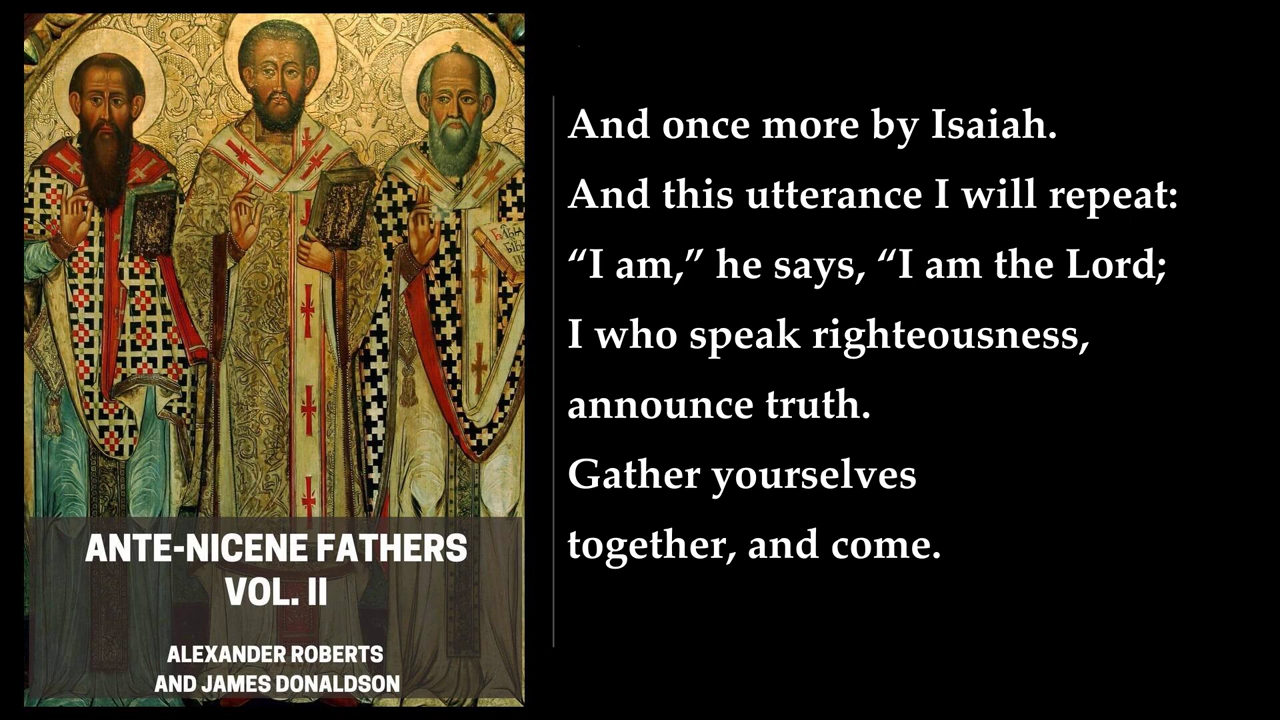 ANTE-NICENE FATHERS
VOL. II
ALEXANDER ROBERTS
AND JAMES DONALDSON
And once more by Isaiah.
And this utterance I will repeat:
“I am,” he says, “I am the Lord;
I who speak righteousness,
announce truth.
Gather yourselves
together, and come.